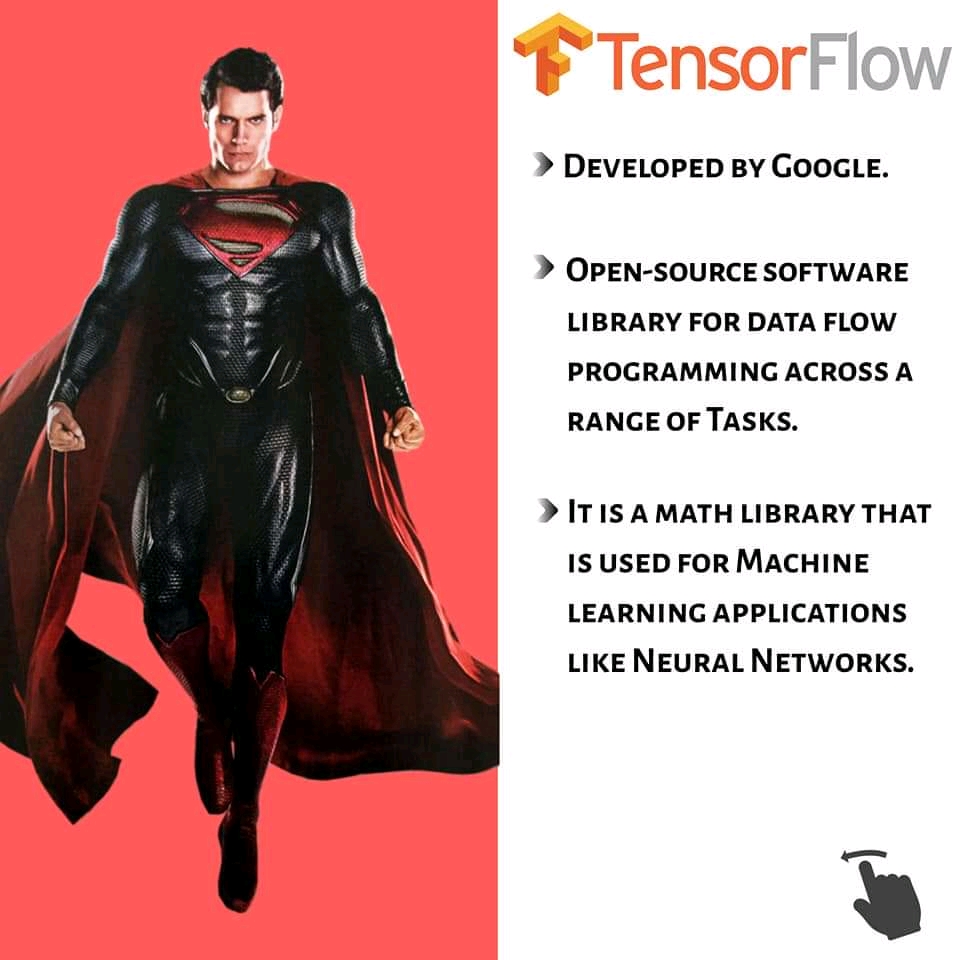 TensorFlow
Developed by Google.
Open-source software
library for data flow
programming across a
range of Tasks.
It is a math library that
is used for Machine
learning applications
like Neural Networks.